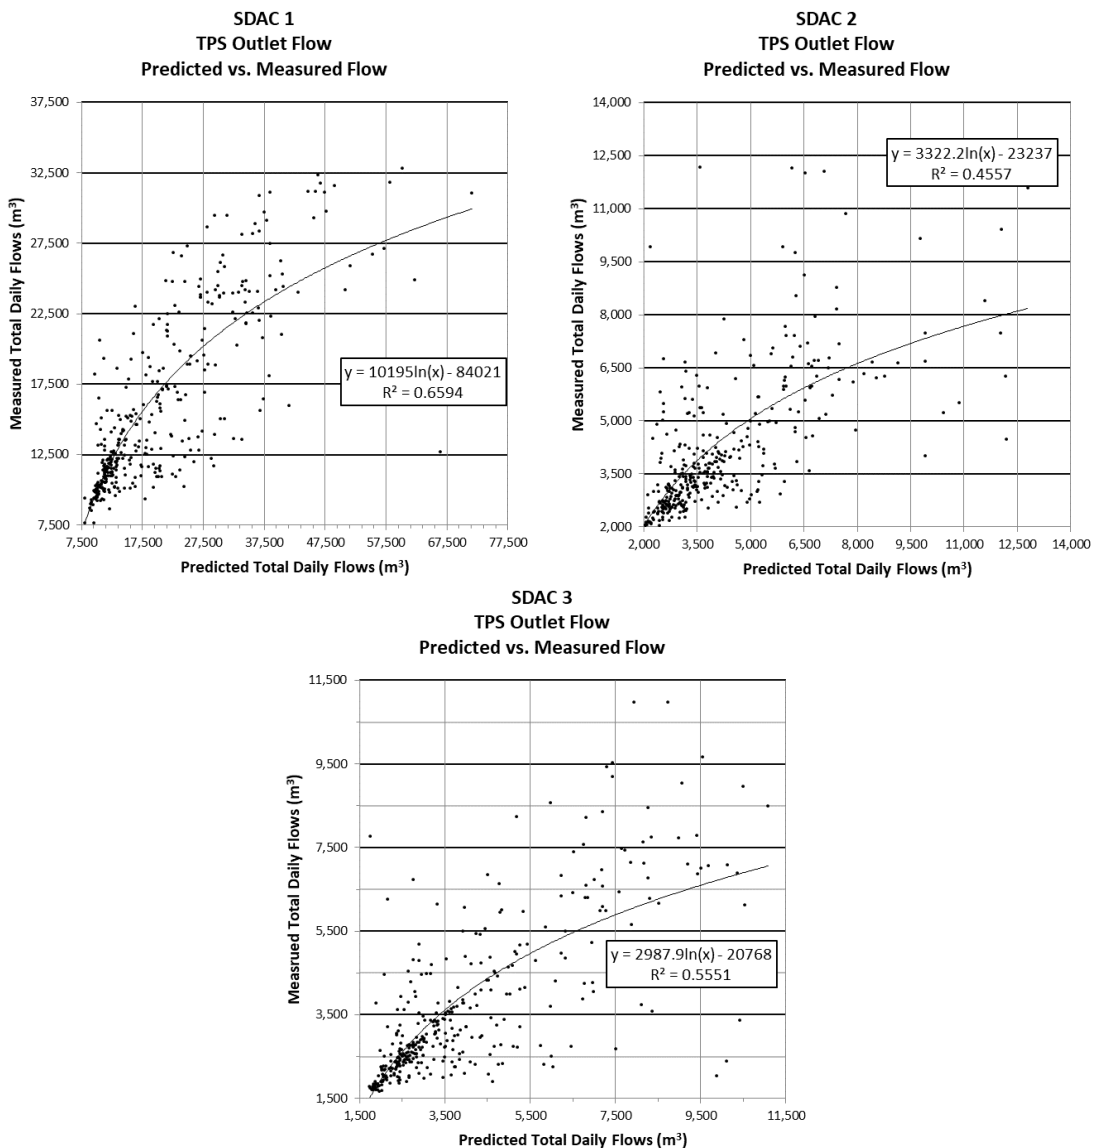 SDAC 1
TPS Outlet Flow
Predicted vs. Measured Flow
37,500
32,500
27,500
22,500
17,500
12,500
7,500
Measured Total Daily Flows (m³)
y = 10195ln(x) - 84021
R² = 0.6594
7,500 17,500 27,500 37,500 47,500 57,500 67,500 77,500
Predicted Total Daily Flows (m³)
SDAC 2
TPS Outlet Flow
Predicted vs. Measured Flow
14,000
12,500
11,000
9,500
8,000
6,500
5,000
3,500
2,000
Measured Total Daily Flows (m³)
y = 3322.2ln(x) - 23237
R² = 0.4557
2,000 3,500 5,000 6,500 8,000 9,500 11,000 12,500 14,000
Predicted Total Daily Flows (m³)
SDAC 3
TPS Outlet Flow
Predicted vs. Measured Flow
11,500
9,500
7,500
5,500
3,500
1,500
Measrued Total Daily Flows (m³)
y = 2987.9ln(x) - 20768
R² = 0.5551
1,500 3,500 5,500 7,500 9,500 11,500
Predicted Total Daily Flows (m³)